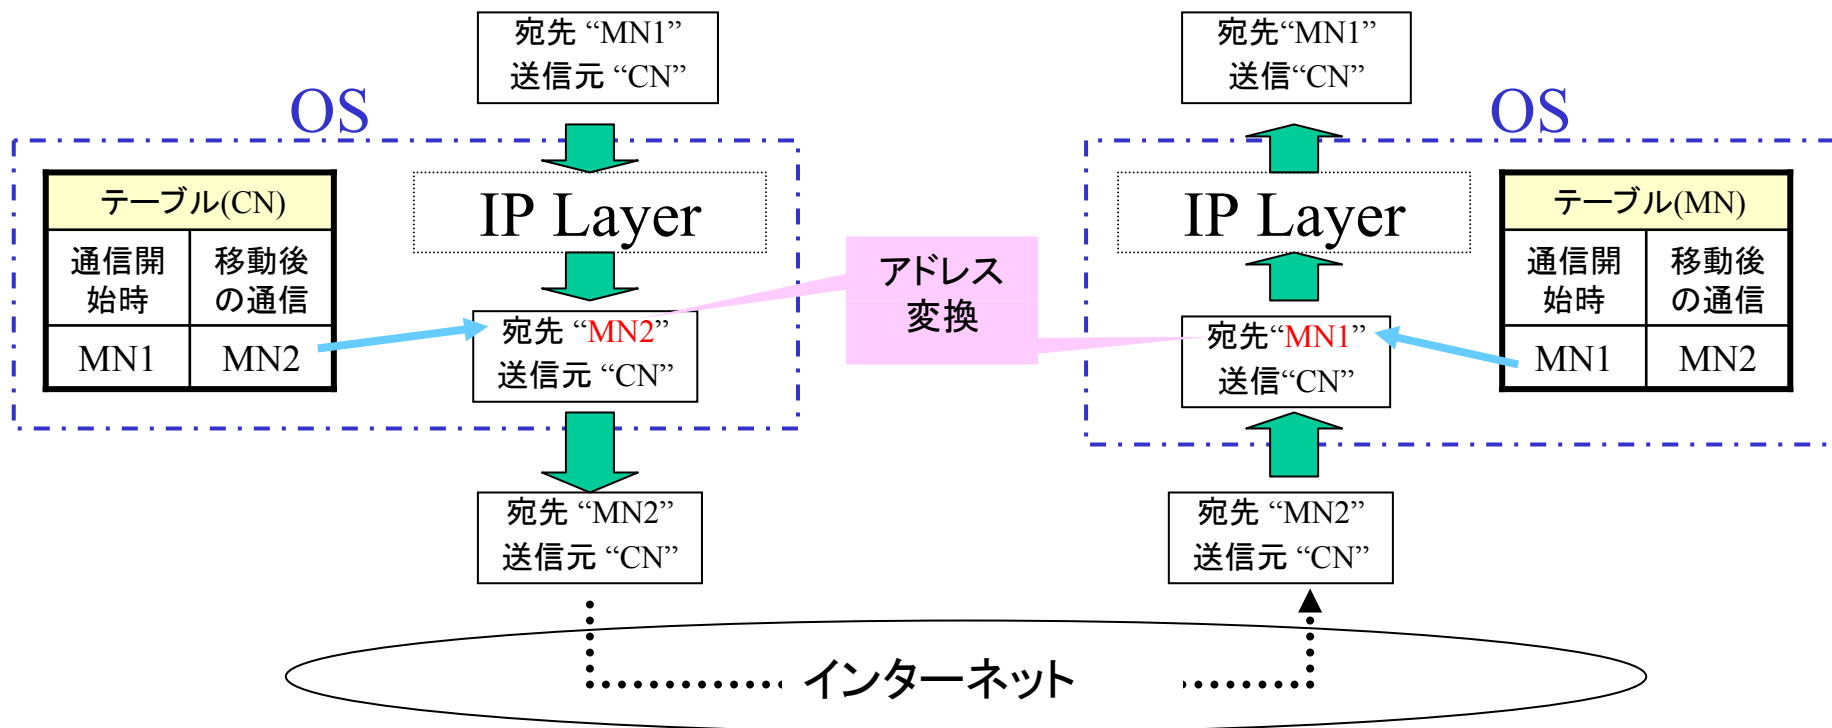 宛先 “MN1”
送信元 “CN”
OS
テーブル(CN)
通信開
始時
移動後
の通信
MN1
MN2
IP Layer
宛先 “MN2”
送信元 “CN”
宛先 “MN2”
送信元 “CN”
アドレス
変換
宛先“MN1”
送信“CN”
OS
IP Layer
テーブル(MN)
通信開
始時
移動後
の通信
MN1
MN2
宛先“MN1”
送信“CN”
宛先 “MN2”
送信元 “CN”
インターネット